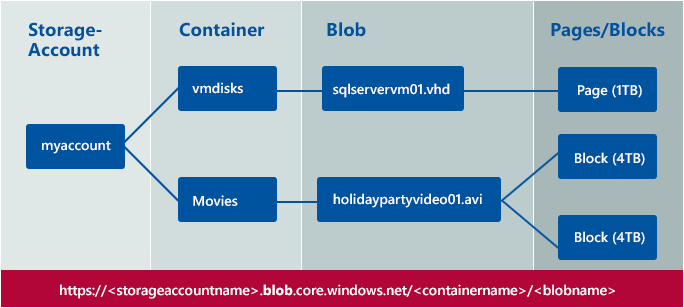 Storage-
Account
Container
Blob
Pages/Blocks
vmdisks
sqlservervm01.vhd
Page (1TB)
myaccount
Block (4TB)
Movies
holidaypartyvideo01.avi
Block (4TB)
https://<storageaccountname>.blob.core.windows.net/<containername>/<blobname>